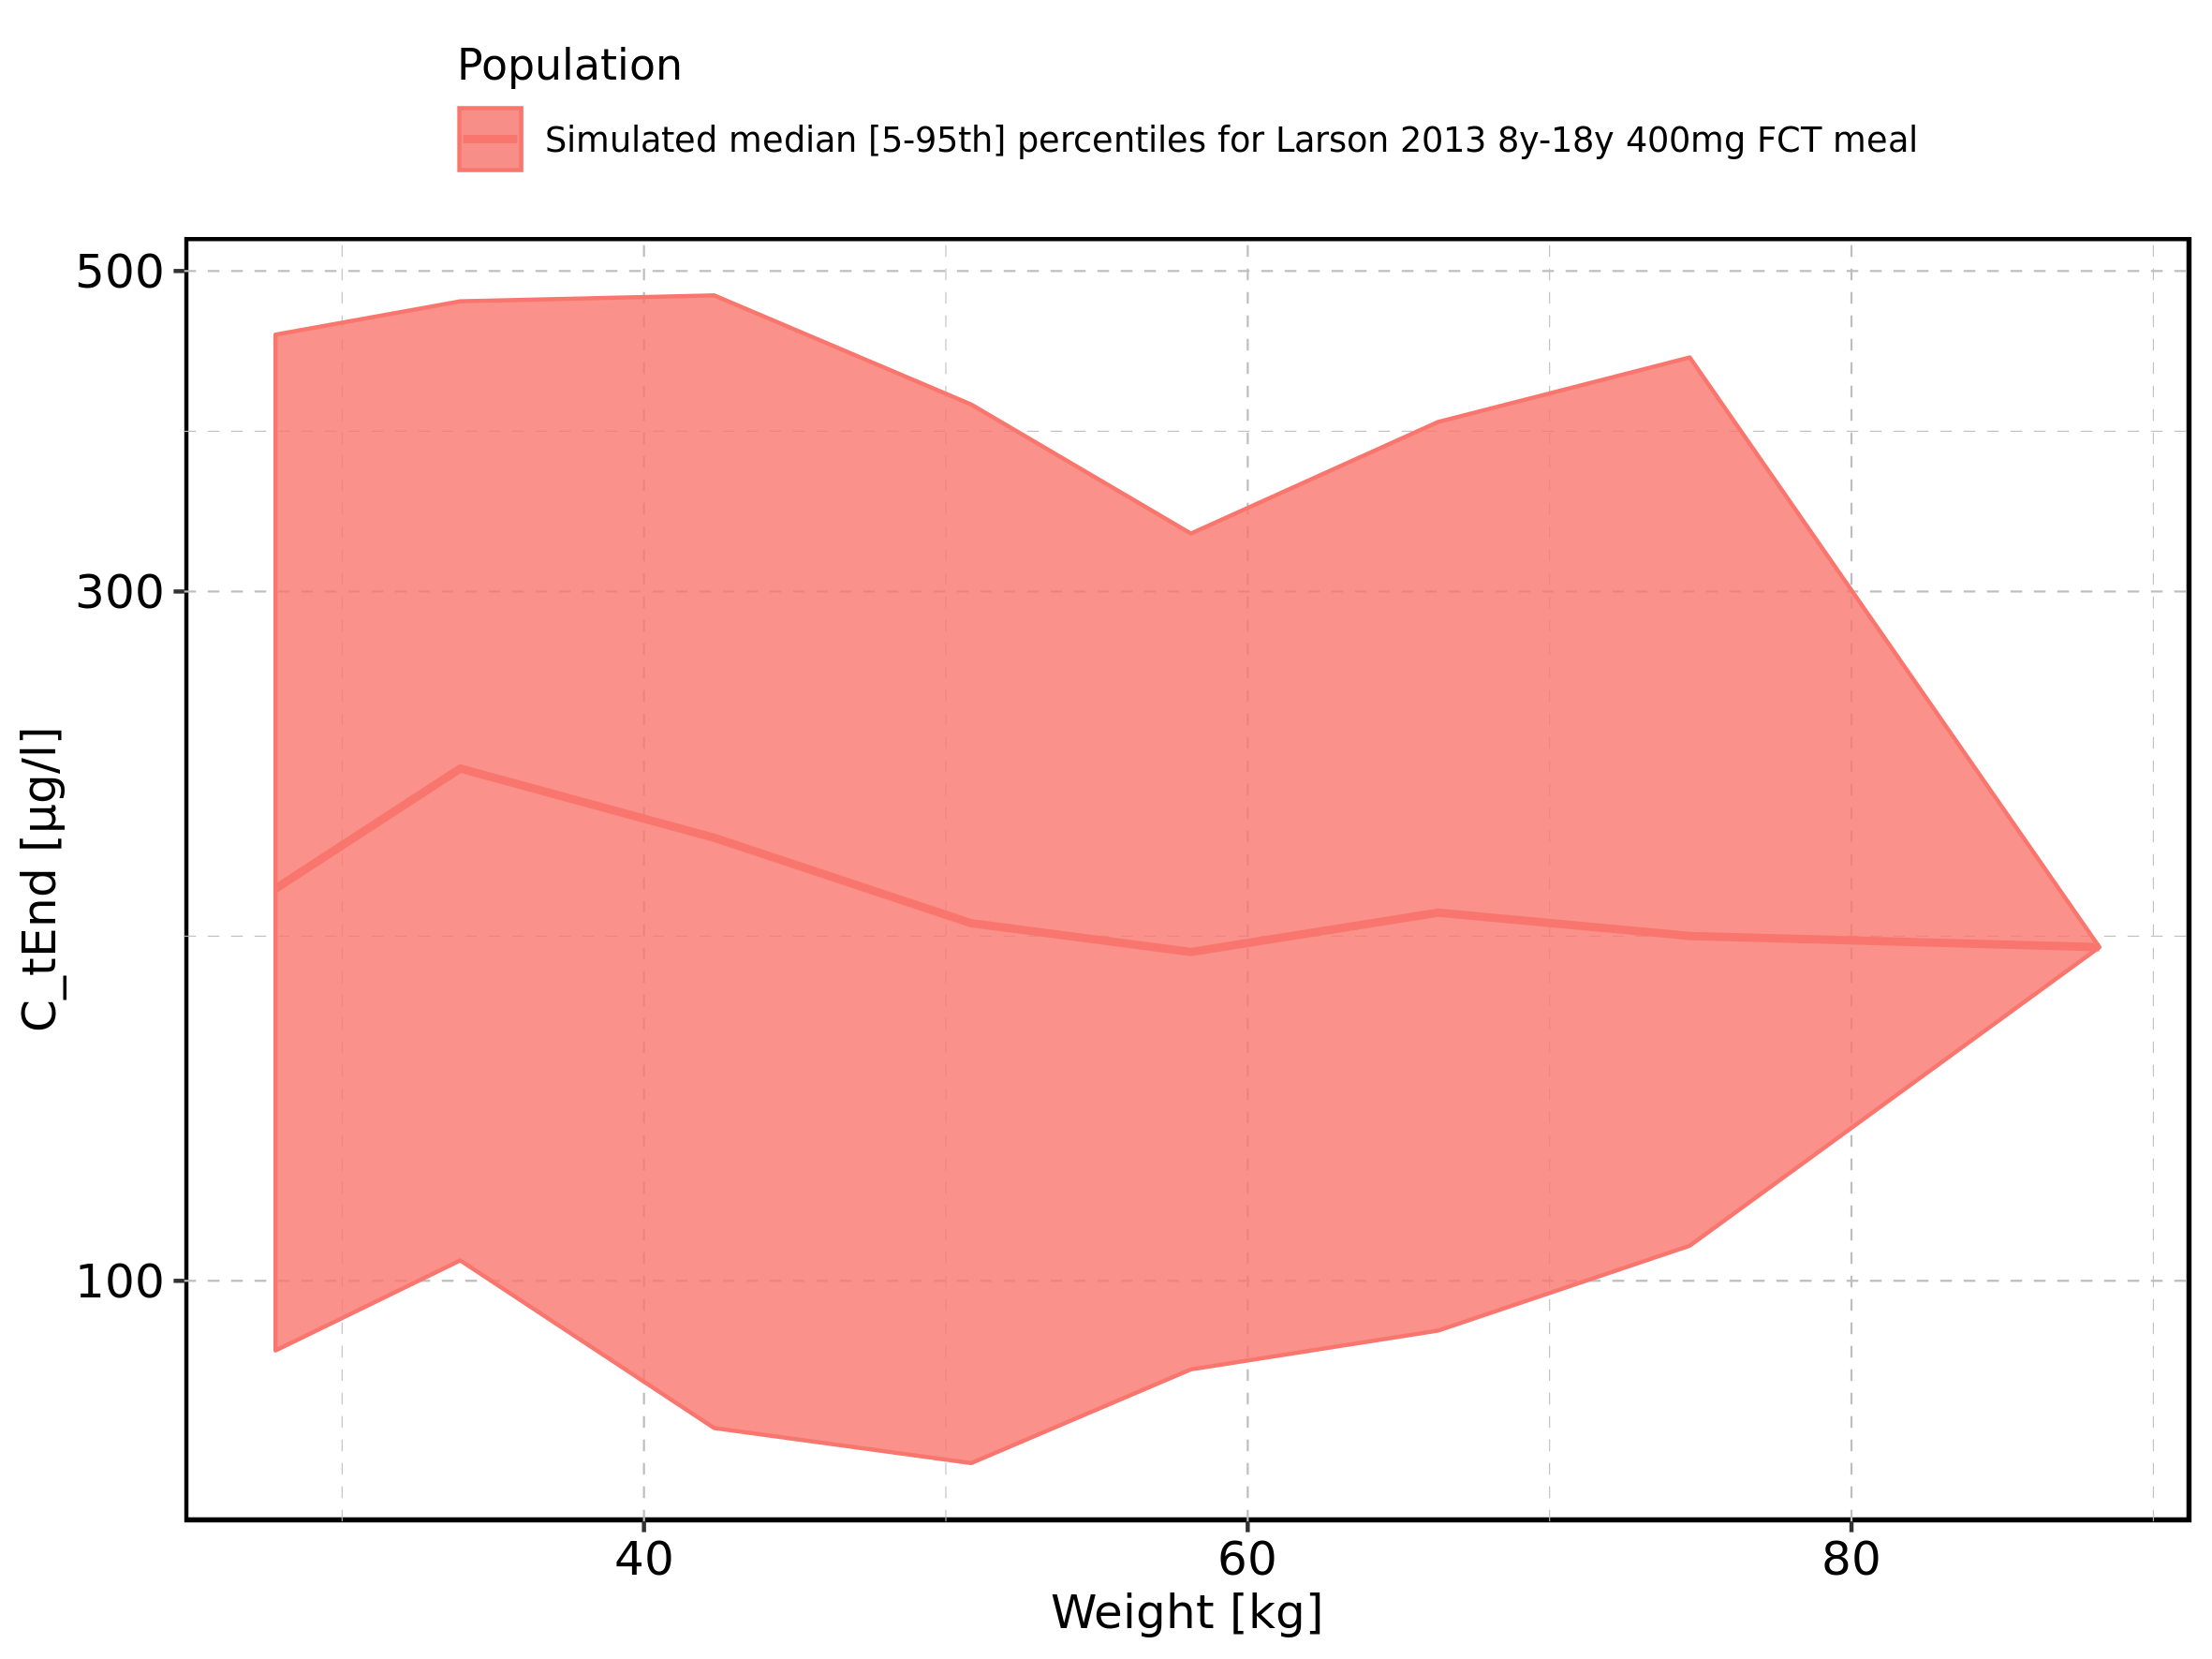 Population
Simulated median [5-95th] percentiles for Larson 2013 8y-18y 400mg FCT meal
500
300
100
C_tEnd [µg/l]
40 60 80
Weight [kg]